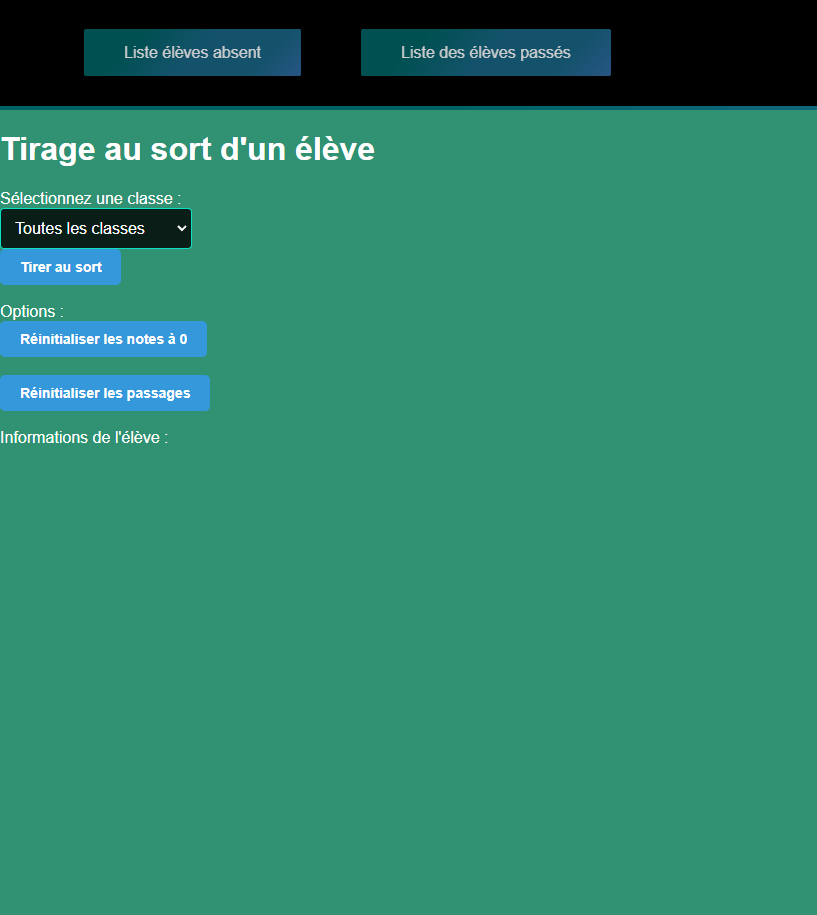 Liste élèves absent
Liste des élèves passés
Tirage au sort d'un élève
Sélectionnez une classe :
Toutes les classes
Tirer au sort
Options :
Réinitialiser les notes à 0
Réinitialiser les passages
Informations de l'élève :